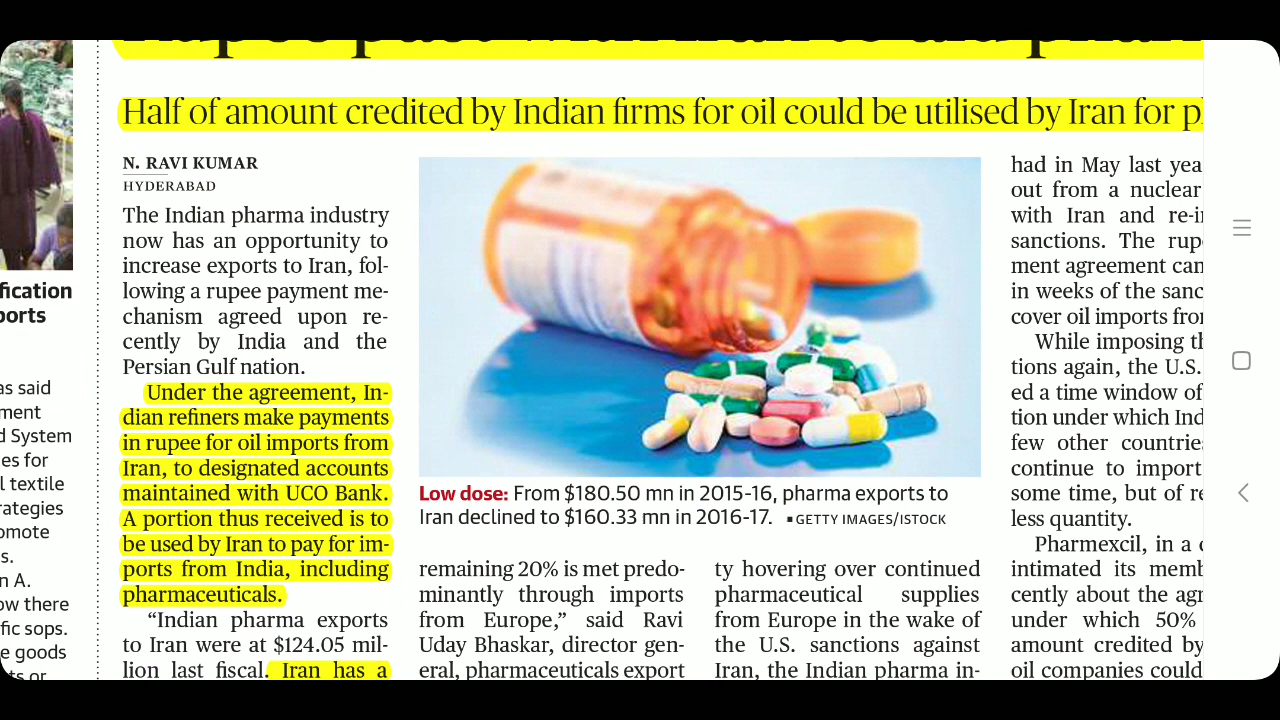 Half of amount credited by Indian firms for oil could be utilised by Iran for
N. RAVI KUMAR
HYDERABAD
The Indian pharma industry
now has an opportunity to
increase exports to Iran, fol-
lowing a rupee payment me-
chanism agreed upon re-
cently by India and the
Persian Gulf nation.
Under the agreement, In-
dian refiners make payments
in rupee for oil imports from
Iran, to designated accounts
maintained with UCO Bank.
A portion thus received is to
be used by Iran to pay for im-
ports from India, including
pharmaceuticals.
“Indian pharma exports
to Iran were at $124.05 mil-
lion last fiscal. Iran has a
Low dose: From $180.50 mn in 2015-16, pharma exports to
Iran declined to $160.33 mn in 2016-17. ▪GETTY IMAGES/ISTOCK
remaining 20% is met predo-
minantly through imports
from Europe,” said Ravi
Uday Bhaskar, director gen-
eral, pharmaceuticals export
ty hovering over continued
pharmaceutical supplies
from Europe in the wake of
the U.S. sanctions against
Iran, the Indian pharma in-
had in May last yea
out from a nuclear
with Iran and re-i
sanctions. The rup
ment agreement can
in weeks of the sanc
cover oil imports fro
While imposing t
tions again, the U.S.
ed a time window of
tion under which Ind
few other countrie
continue to import
some time, but of re
less quantity.
Pharmexcil, in a
intimated its memb
cently about the agr
under which 50%
amount credited by
oil companies could
fication
ports
as said
ment
d System
es for
l textile
rategies
omote
s.
n A.
ow there
fic sops.
e goods
ts or